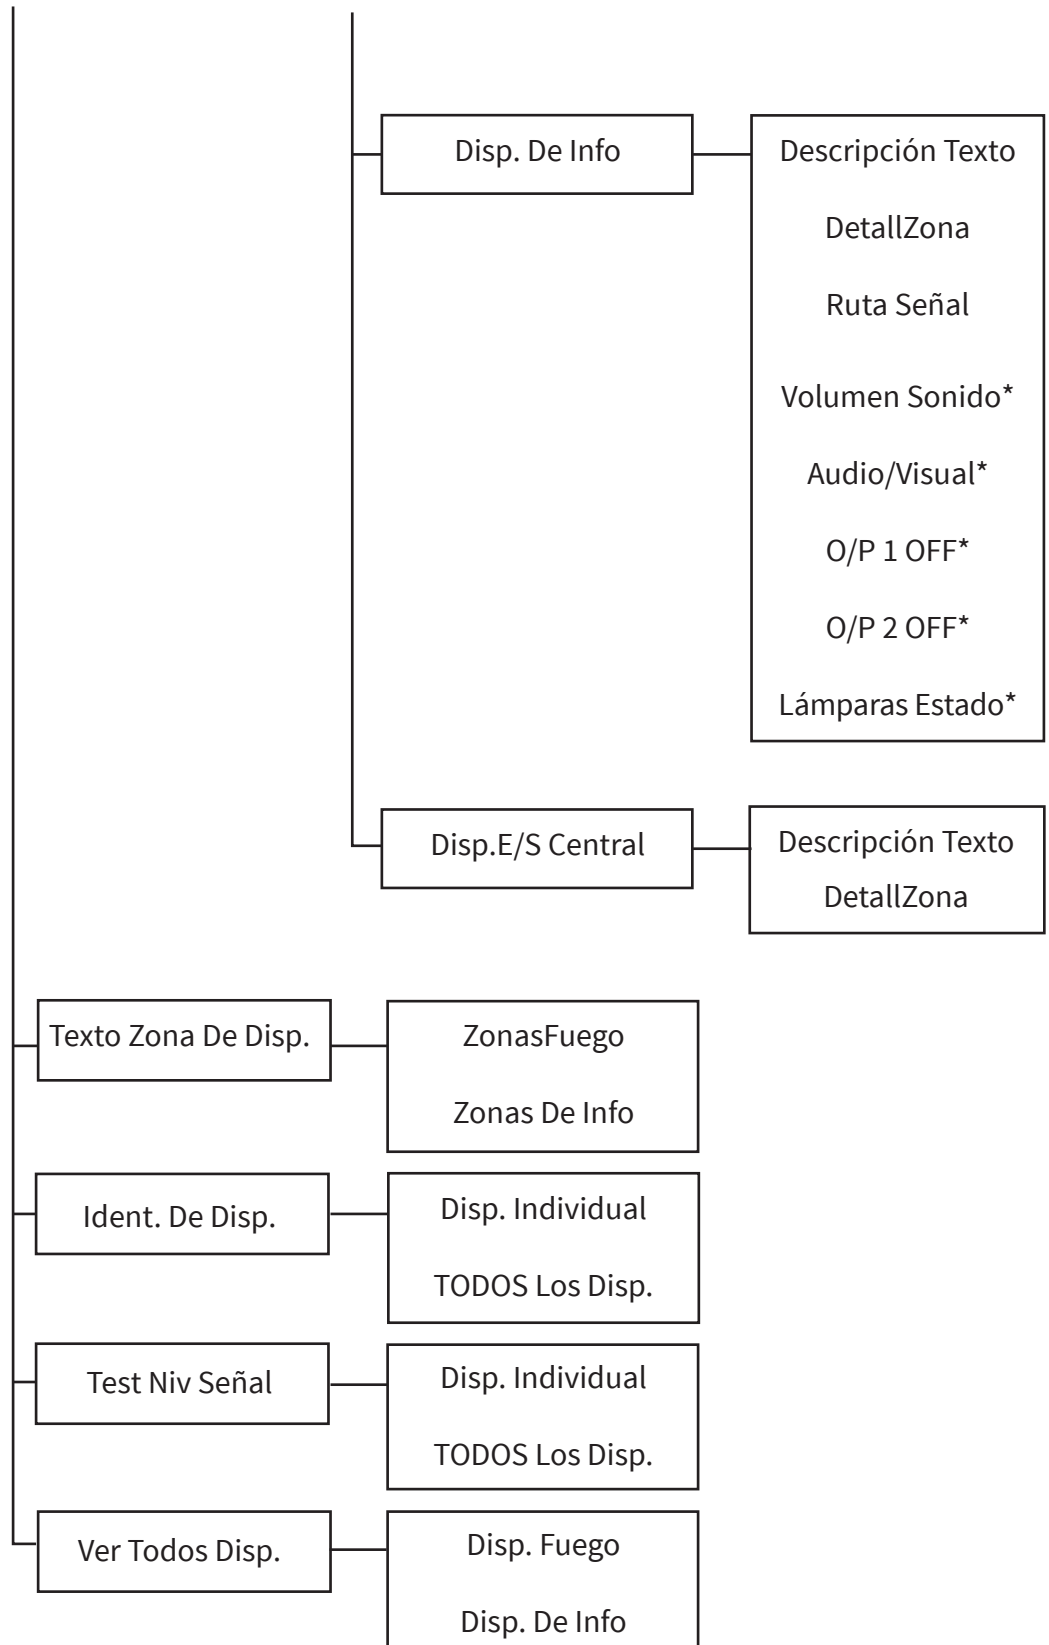 Disp. De Info
Descripción Texto
DetallZona
Ruta Señal
Volumen Sonido*
Audio/Visual*
O/P 1 OFF*
O/P 2 OFF*
Lámparas Estado*
Disp.E/S Central
Descripción Texto
DetallZona
Texto Zona De Disp.
ZonasFuego
Zonas De Info
Ident. De Disp.
Disp. Individual
TODOS Los Disp.
Test Niv Señal
Disp. Individual
TODOS Los Disp.
Ver Todos Disp.
Disp. Fuego
Disp. De Info